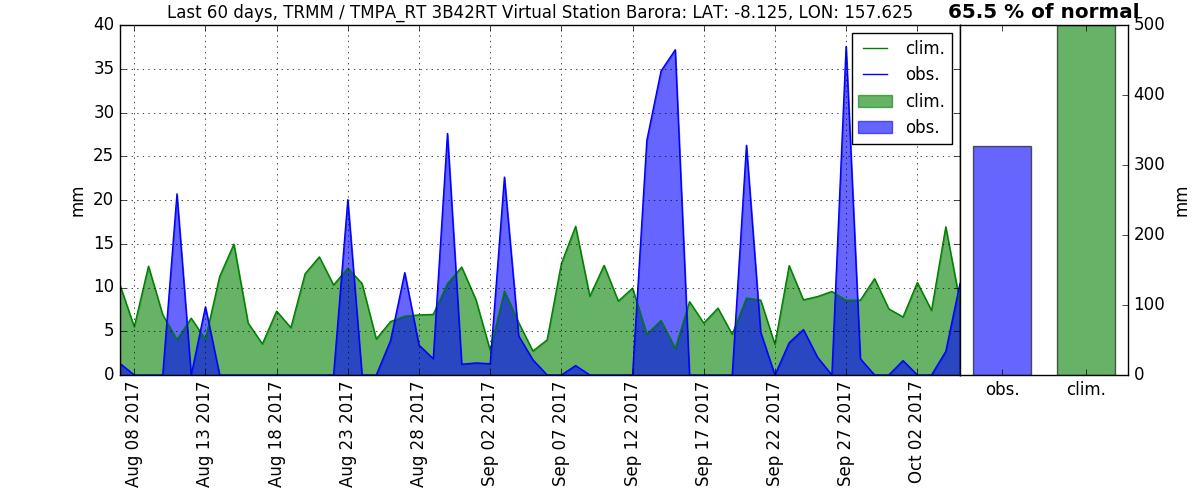 Last 60 days, TRMM / TMPA_RT 3B42RT Virtual Station Barora: LAT: -8.125, LON: 157.625
65.5 % of normal
40
35
30
25
20
15
10
5
0
mm
clim.
obs.
clim.
obs.
Aug 08 2017
Aug 13 2017
Aug 18 2017
Aug 23 2017
Aug 28 2017
Sep 02 2017
Sep 07 2017
Sep 12 2017
Sep 17 2017
Sep 22 2017
Sep 27 2017
Oct 02 2017
500
400
300
200
100
0
mm
obs.
clim.